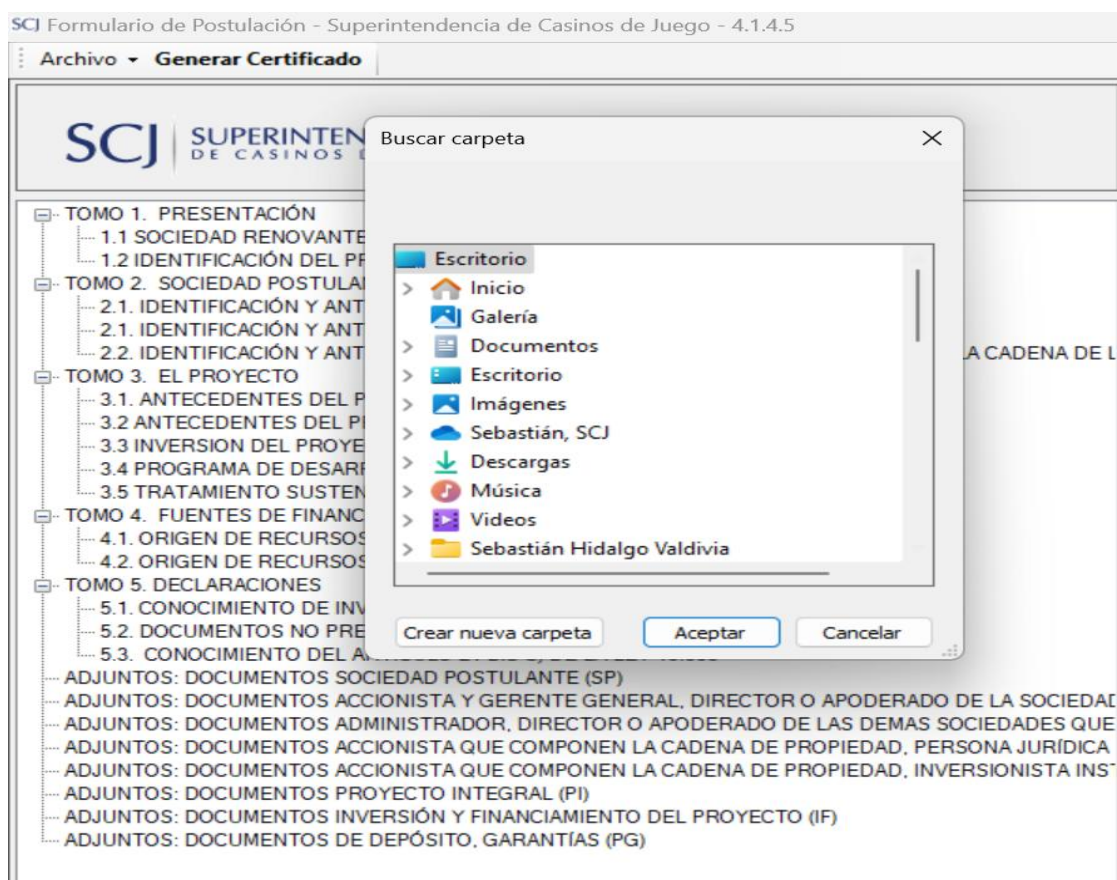 SCJ Formulario de Postulación - Superintendencia de Casinos de Juego - 4.1.4.5
Archivo Generar Certificado
SCJ SUPERINTEN
DE CASINOS
Buscar carpeta
Escritorio
Inicio
Galería
Documentos
Escritorio
Imágenes
Sebastián, SCJ
Descargas
Música
Videos
Sebastián Hidalgo Valdivia
Crear nueva carpeta Aceptar Cancelar
TOMO 1. PRESENTACIÓN
1.1 SOCIEDAD RENOVANTE
1.2 IDENTIFICACIÓN DEL PR
TOMO 2. SOCIEDAD POSTULA
2.1. IDENTIFICACIÓN Y ANT
2.1. IDENTIFICACIÓN Y ANT
2.2. IDENTIFICACIÓN Y ANT A CADENA DE L
TOMO 3. EL PROYECTO
3.1. ANTECEDENTES DEL P
3.2 ANTECEDENTES DEL P
3.3 INVERSION DEL PROYE
3.4 PROGRAMA DE DESARR
3.5 TRATAMIENTO SUSTEN
TOMO 4. FUENTES DE FINANC
4.1. ORIGEN DE RECURSOS
4.2. ORIGEN DE RECURSOS
TOMO 5. DECLARACIONES
5.1. CONOCIMIENTO DE INV
5.2. DOCUMENTOS NO PRE
5.3. CONOCIMIENTO DEL
ADJUNTOS: DOCUMENTOS SOCIEDAD POSTULANTE (SP)
ADJUNTOS: DOCUMENTOS ACCIONISTA Y GERENTE GENERAL, DIRECTOR O APODERADO DE LA SOCIEDAD
ADJUNTOS: DOCUMENTOS ADMINISTRADOR, DIRECTOR O APODERADO DE LAS DEMAS SOCIEDADES QUE
ADJUNTOS: DOCUMENTOS ACCIONISTA QUE COMPONEN LA CADENA DE PROPIEDAD, PERSONA JURÍDICA
ADJUNTOS: DOCUMENTOS ACCIONISTA QUE COMPONEN LA CADENA DE PROPIEDAD, INVERSIONISTA INST
ADJUNTOS: DOCUMENTOS PROYECTO INTEGRAL (PI)
ADJUNTOS: DOCUMENTOS INVERSIÓN Y FINANCIAMIENTO DEL PROYECTO (IF)
ADJUNTOS: DOCUMENTOS DE DEPÓSITO, GARANTÍAS (PG)